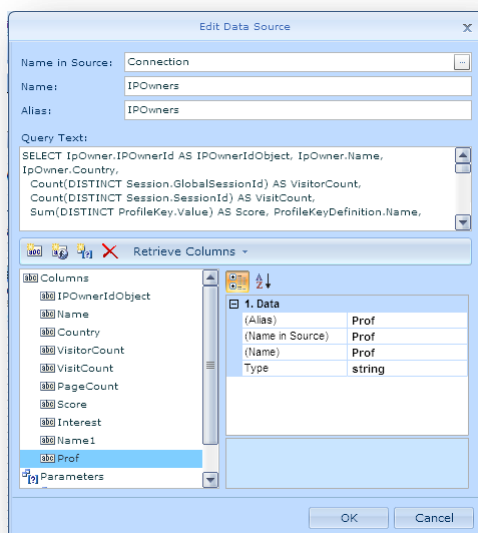 Edit Data Source
x
Name in Source: Connection ...
Name: IPOwners
Alias: IPOwners
Query Text:
SELECT IpOwner.IPOwnerId AS IPOwnerIdObject, IpOwner.Name,
IpOwner.Country,
Count(DISTINCT Session.GlobalSessionId) AS VisitorCount,
Count(DISTINCT Session.SessionId) AS VisitCount,
Sum(DISTINCT ProfileKey.Value) AS Score, ProfileKeyDefinition.Name,
Retrieve Columns
Columns
IPOwnerIdObject
Name
Country
VisitorCount
VisitCount
PageCount
Score
Interest
Name1
Prof
Parameters
1. Data
(Alias) Prof
(Name in Source) Prof
(Name) Prof
Type string
OK Cancel